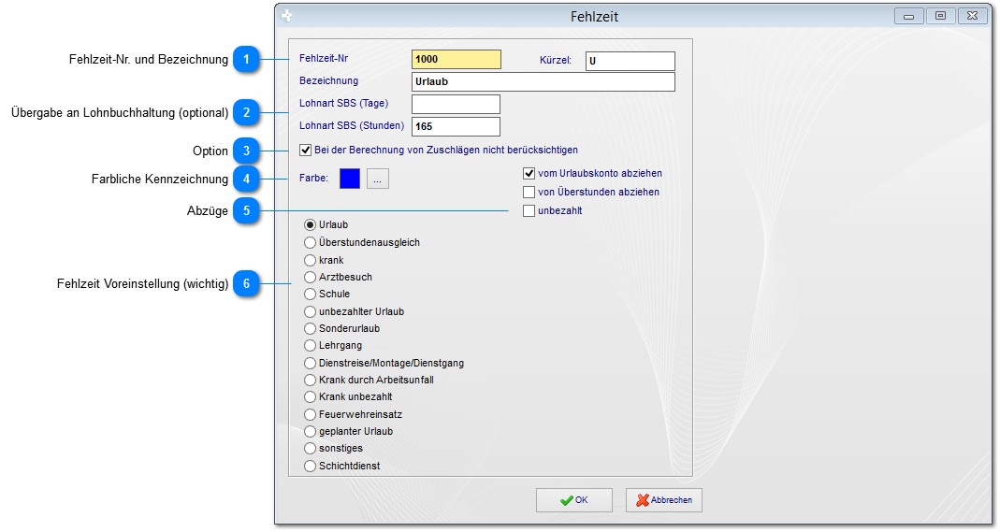 Fehlzeit
Fehlzeit-Nr. und Bezeichnung 1
Fehlzeit-Nr 1000 Kürzel: U
Bezeichnung Urlaub
Übergabe an Lohnbuchhaltung (optional) 2
Lohnart SBS (Tage)
Lohnart SBS (Stunden) 165
Option 3
Bei der Berechnung von Zuschlägen nicht berücksichtigen
Farbliche Kennzeichnung 4
Farbe: ...
vom Urlaubskonto abziehen
von Überstunden abziehen
Abzüge 5
unbezahlt
Fehlzeit Voreinstellung (wichtig) 6
Urlaub
Überstundenausgleich
krank
Arztbesuch
Schule
unbezahlter Urlaub
Sonderurlaub
Lehrgang
Dienstreise/Montage/Dienstgang
Krank durch Arbeitsunfall
Krank unbezahlt
Feuerwehreinsatz
geplanter Urlaub
sonstiges
Schichtdienst
OK Abbrechen